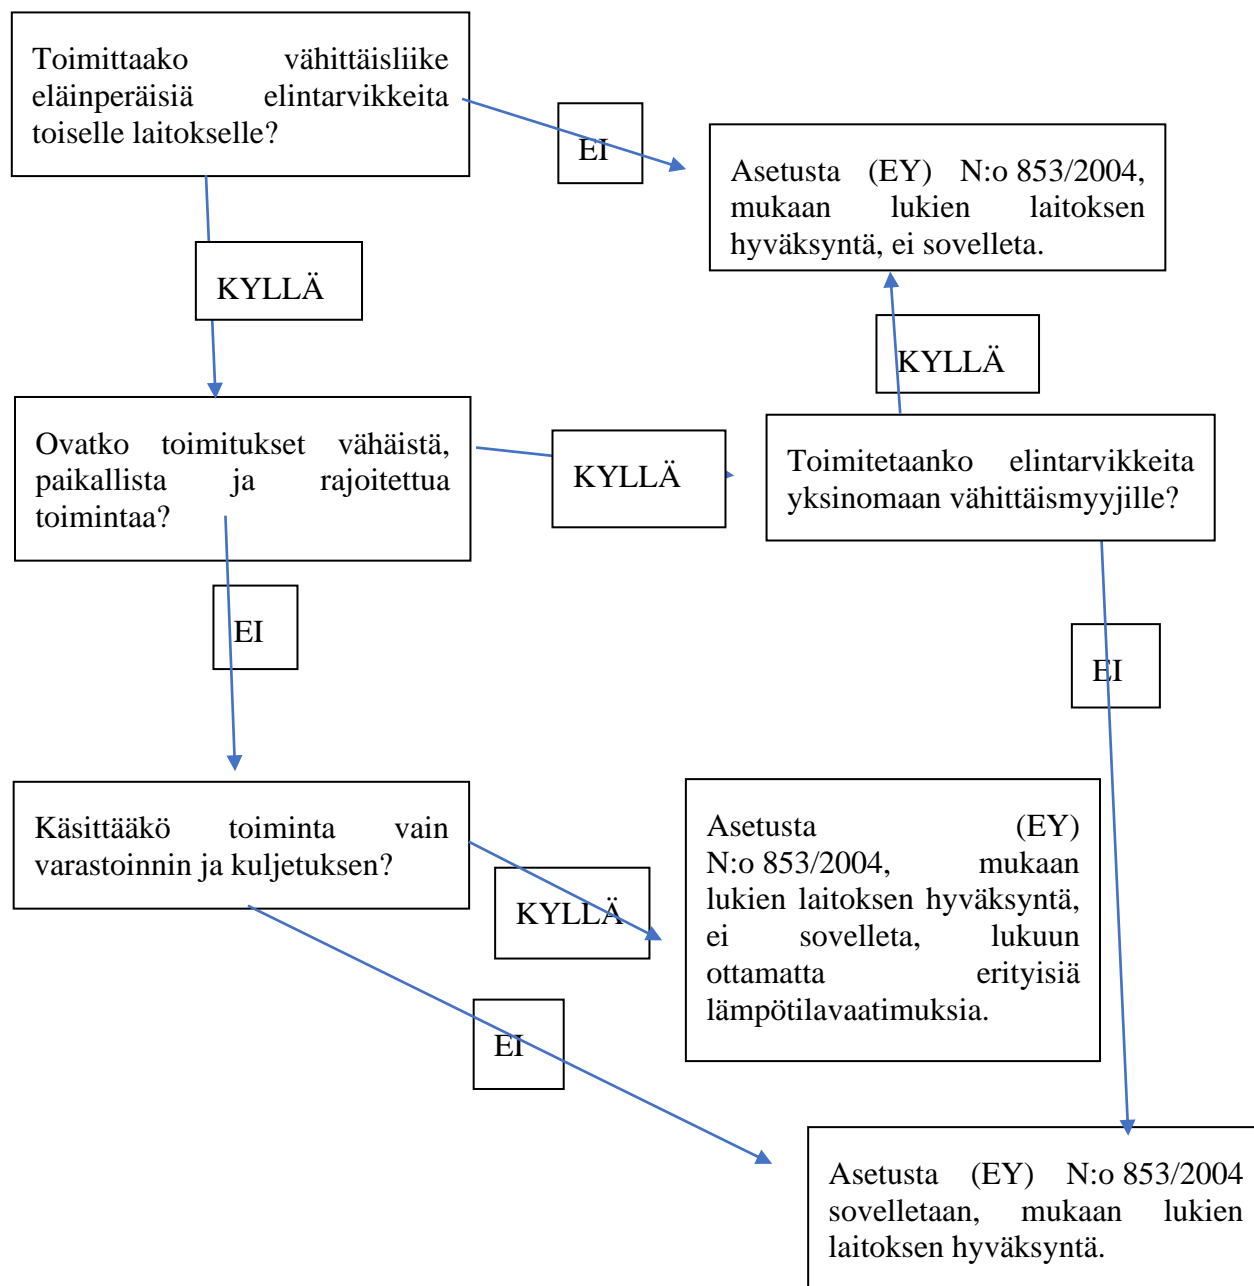 Toimittaako vähittäisliike
eläinperäisiä elintarvikkeita
toiselle laitokselle?
EI
Asetusta (EY) N:o 853/2004,
mukaan lukien laitoksen
hyväksyntä, ei sovelleta.
KYLLÄ
KYLLÄ
Ovatko toimitukset vähäistä,
paikallista ja rajoitettua
toimintaa?
KYLLÄ
Toimitetaanko elintarvikkeita
yksinomaan vähittäismyyjille?
EI
EI
Käsittääkö toiminta vain
varastoinnin ja kuljetuksen?
KYLLÄ
Asetusta (EY)
N:o 853/2004, mukaan
lukien laitoksen hyväksyntä,
ei sovelleta, lukuun
ottamatta erityisiä
lämpötilavaatimuksia.
EI
Asetusta (EY) N:o 853/2004
sovelletaan, mukaan lukien
laitoksen hyväksyntä.